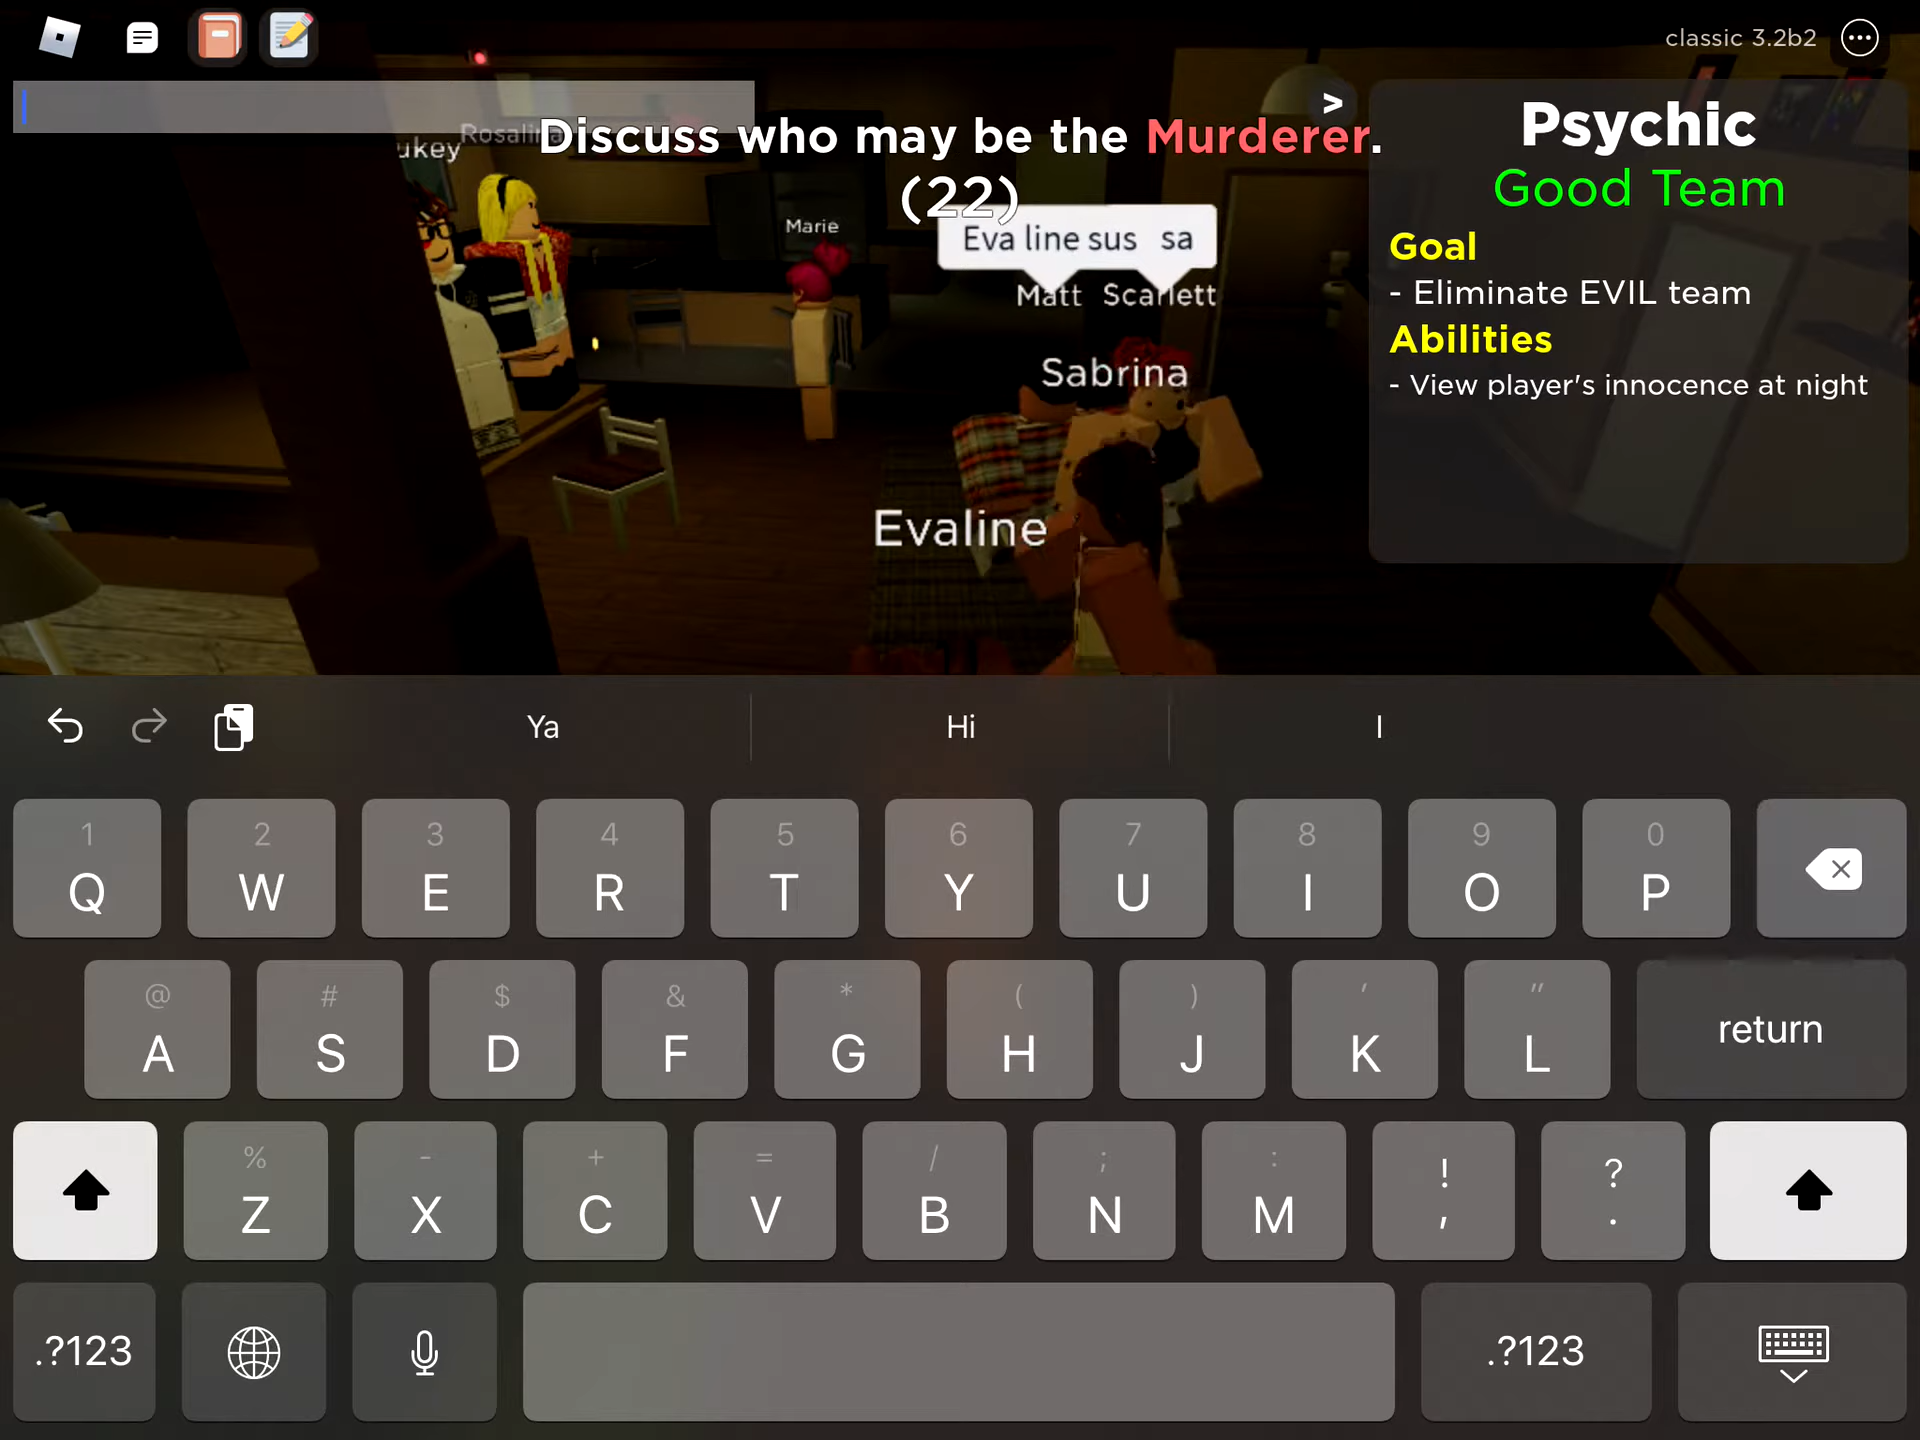 classic 3.2b2
Discuss who may be the Murderer.
(22)
ukey
Rosalina
Marie
Eva line sus
sa
Matt
Scarlett
Sabrina
Evaline
>
Psychic
Good Team
Goal
- Eliminate EVIL team
Abilities
- View player's innocence at night
Ya
Hi
I
1 2 3 4 5 6 7 8 9 0
Q W E R T Y U I O P
@ # $ & * ( ) ' "
A S D F G H J K L return
% - + = / ; : ! ?
Z X C V B N M , .
.?123 .?123